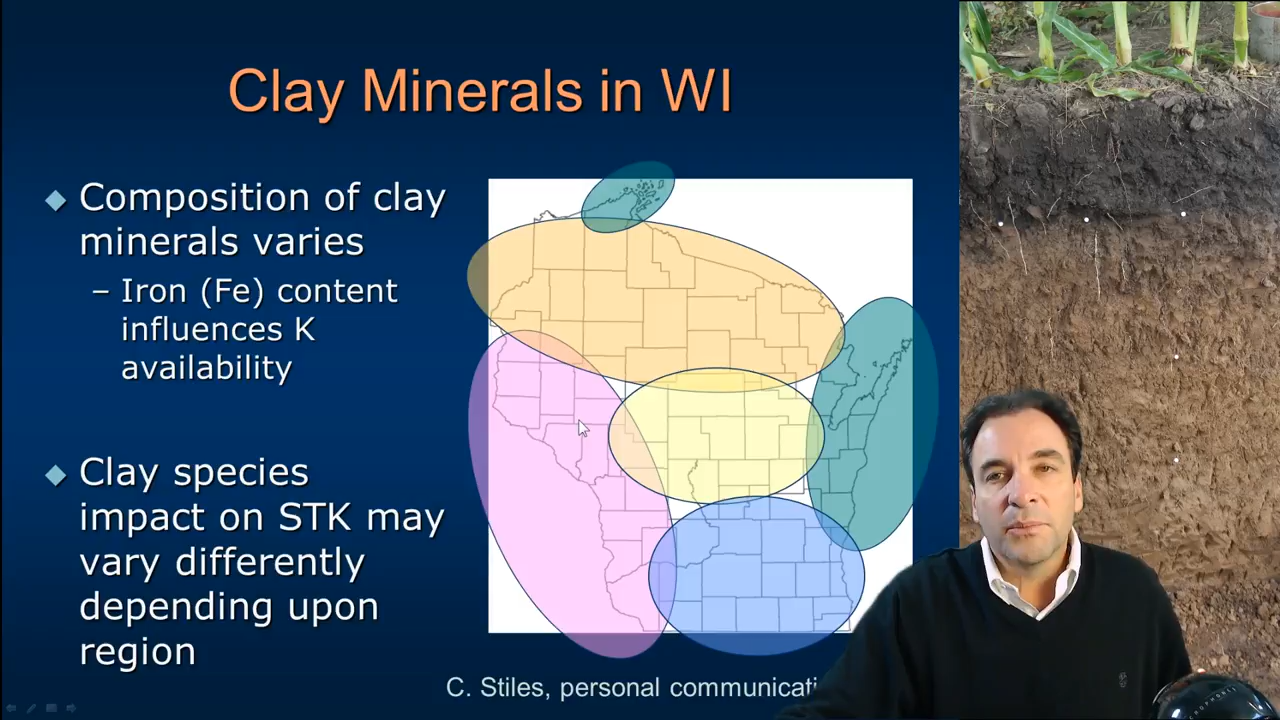 Clay Minerals in WI
◆ Composition of clay
minerals varies
– Iron (Fe) content
influences K
availability
◆ Clay species
impact on STK may
vary differently
depending upon
region
C. Stiles, personal